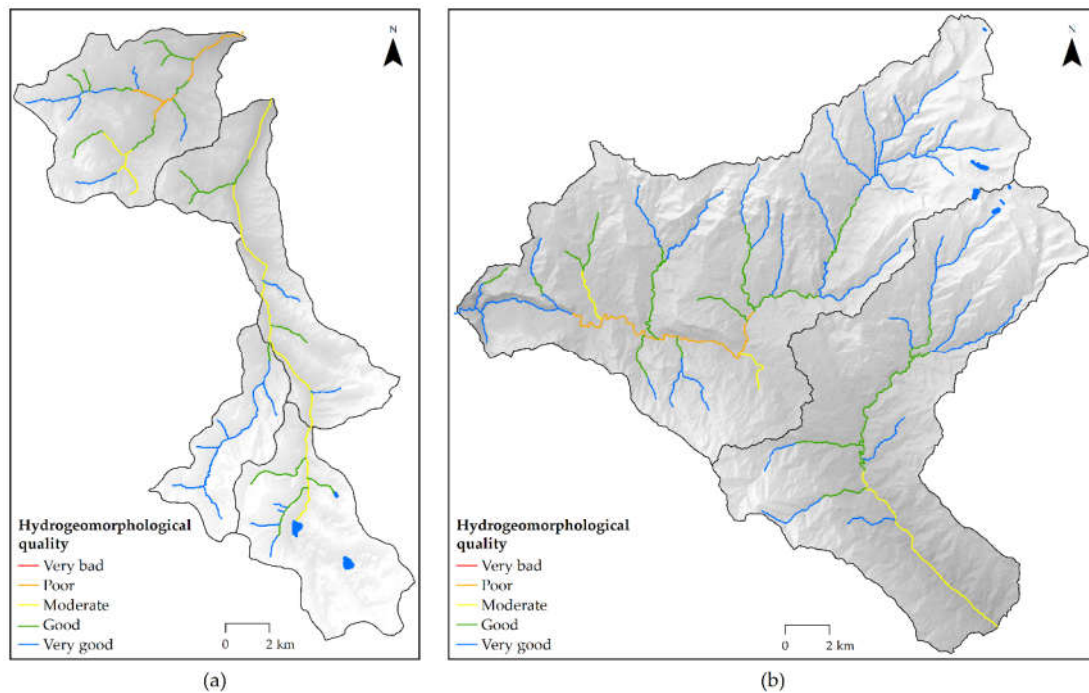 N
Hydrogeomorphological
quality
Very bad
Poor
Moderate
Good
Very good
0 2 km
(a)
N
Hydrogeomorphological
quality
Very bad
Poor
Moderate
Good
Very good
0 2 km
(b)